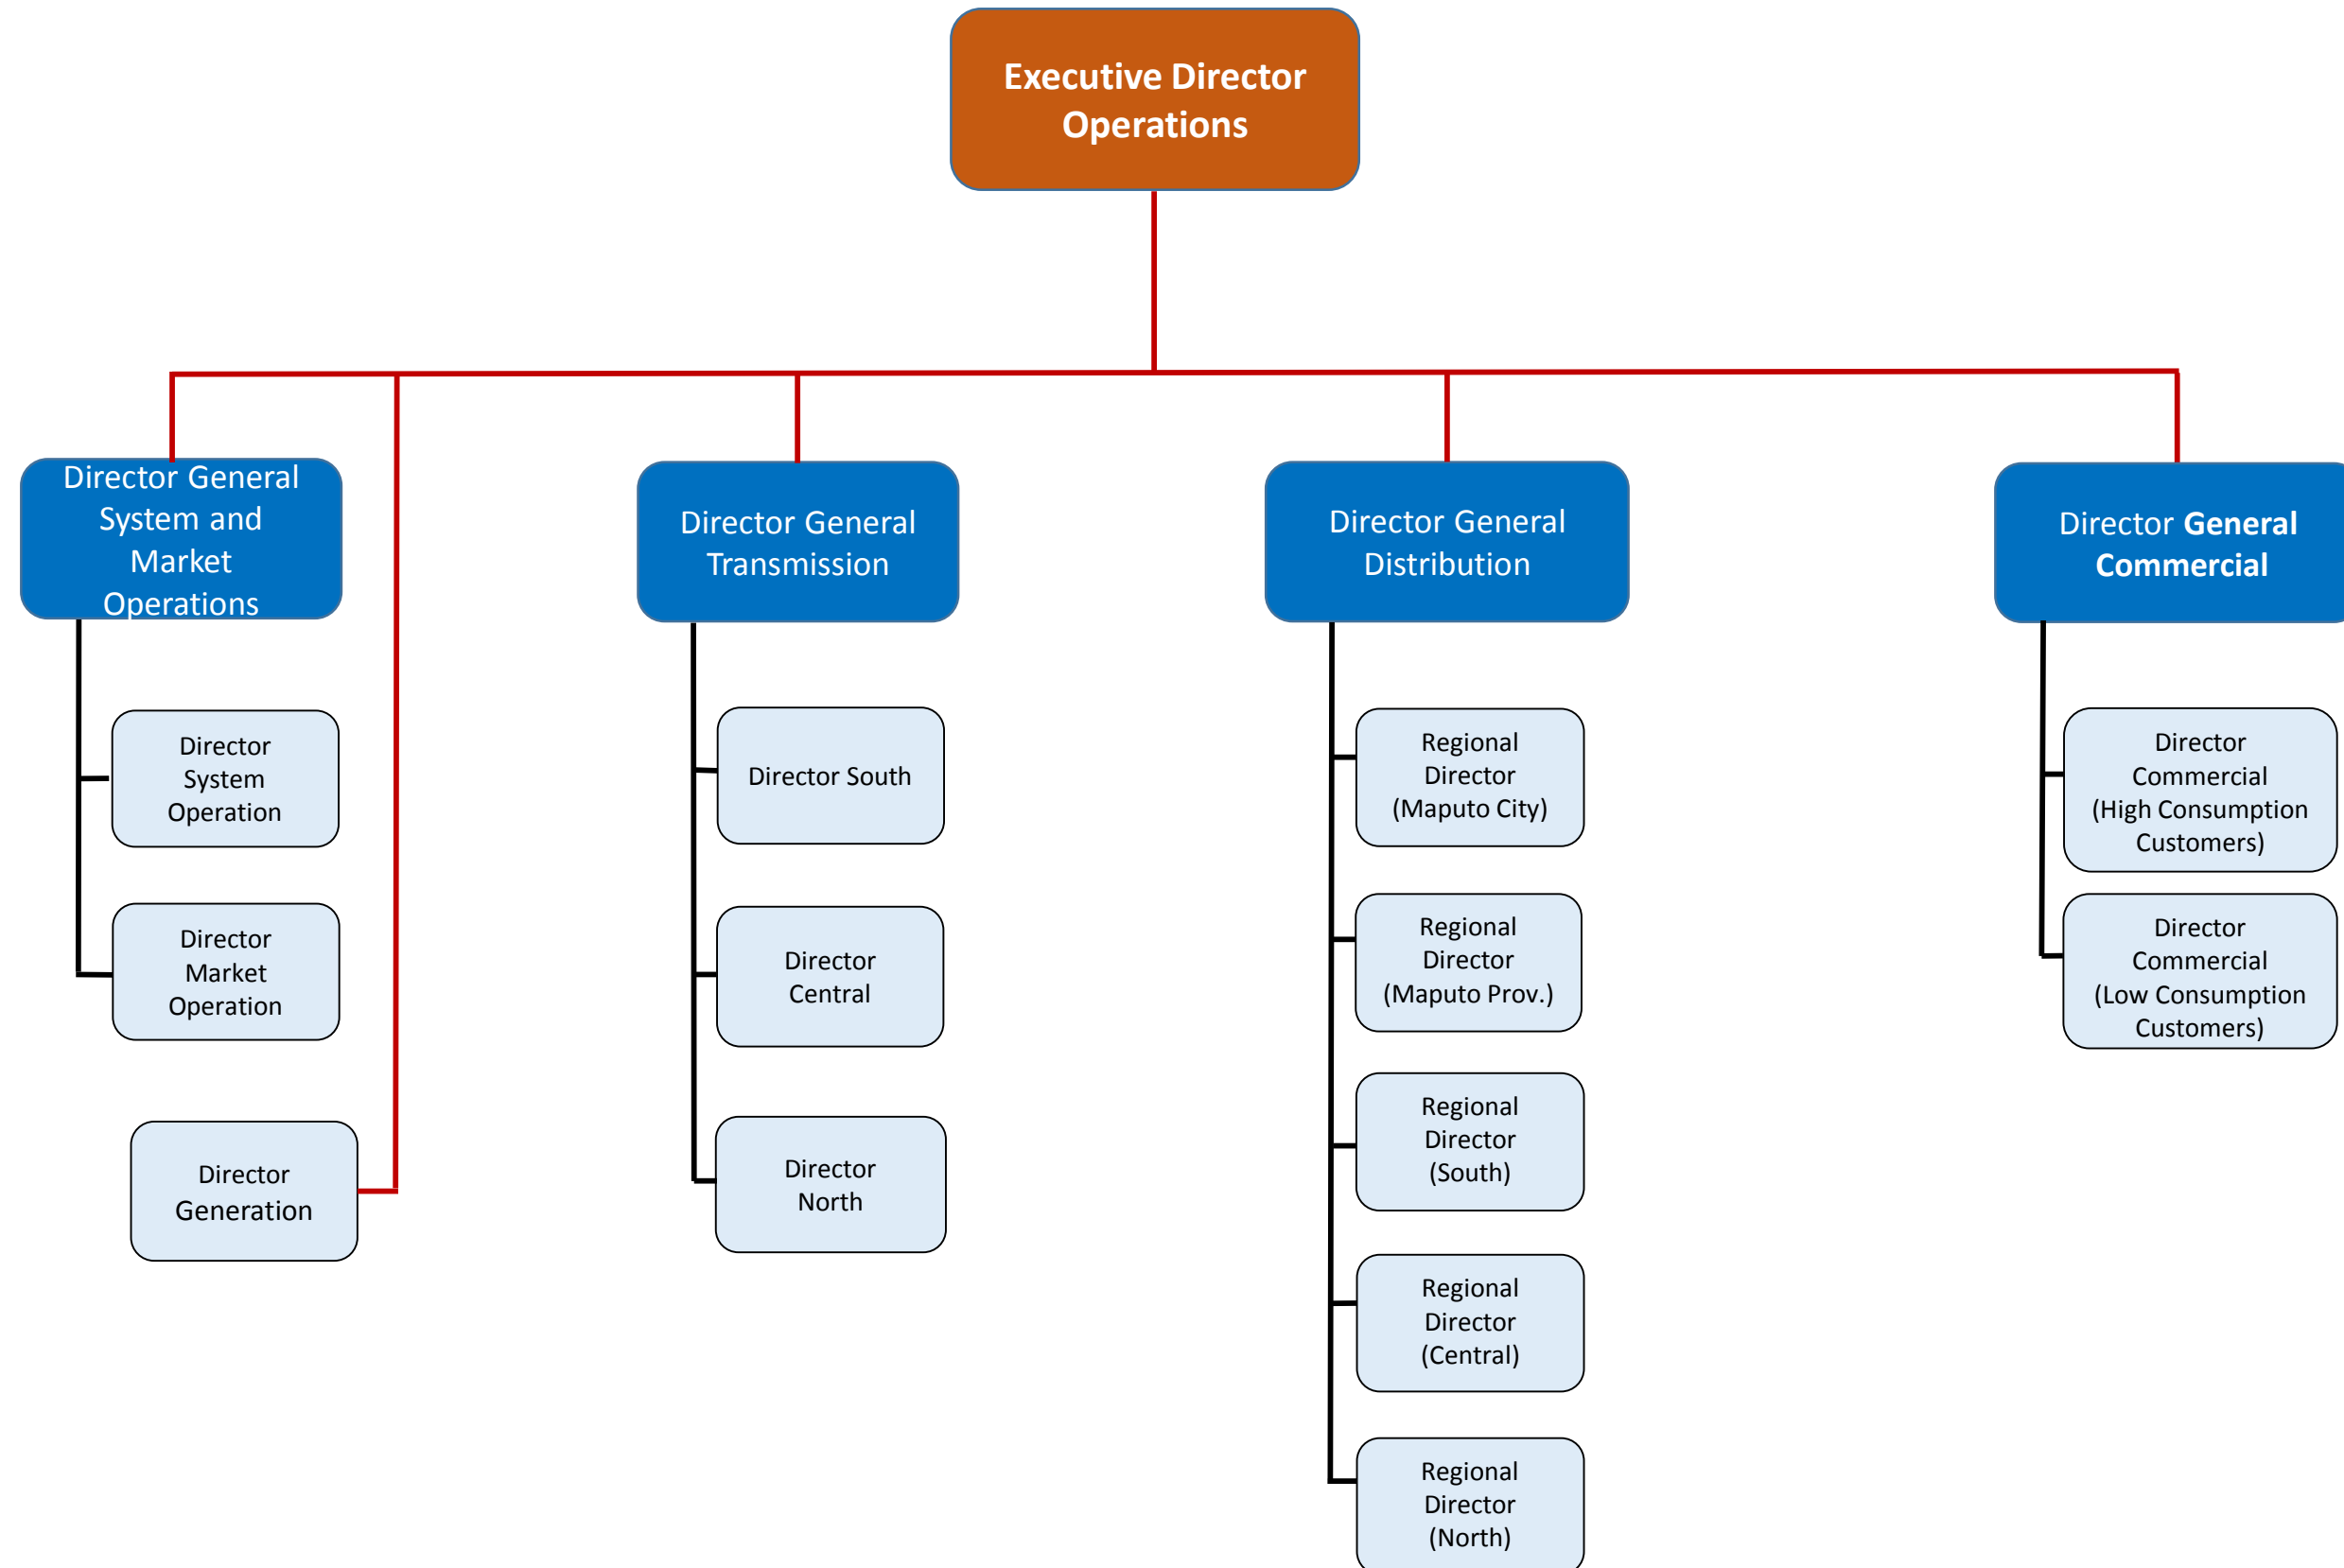 Executive Director
Operations
Director General
System and
Market
Operations
Director General
Transmission
Director General
Distribution
Director General
Commercial
Director
System
Operation
Director
Market
Operation
Director
Generation
Director South
Director
Central
Director
North
Regional
Director
(Maputo City)
Regional
Director
(Maputo Prov.)
Regional
Director
(South)
Regional
Director
(Central)
Regional
Director
(North)
Director
Commercial
(High Consumption
Customers)
Director
Commercial
(Low Consumption
Customers)